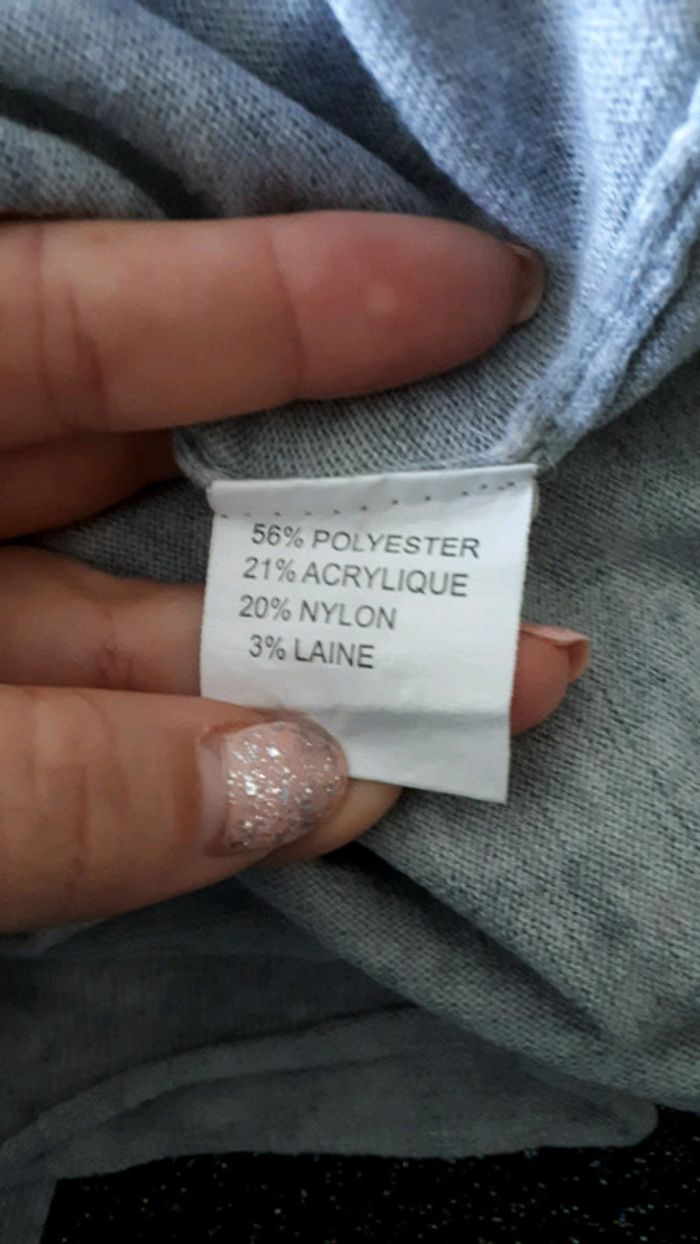 56% POLYESTER
21% ACRYLIQUE
20% NYLON
3% LAINE